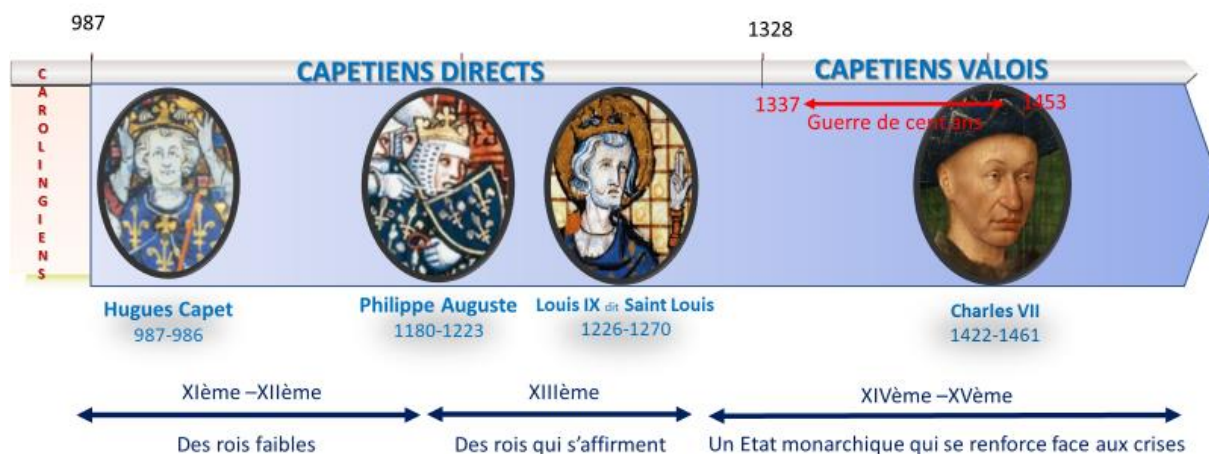 987
1328
CAROLINGIENS
CAPETIENS DIRECTS
CAPETIENS VALOIS
1337
1453
Guerre de cent ans
Hugues Capet
987-986
Philippe Auguste
1180-1223
Louis IX dit Saint Louis
1226-1270
Charles VII
1422-1461
XIème –XIIème
XIIIème
XIVème –XVème
Des rois faibles
Des rois qui s’affirment
Un Etat monarchique qui se renforce face aux crises